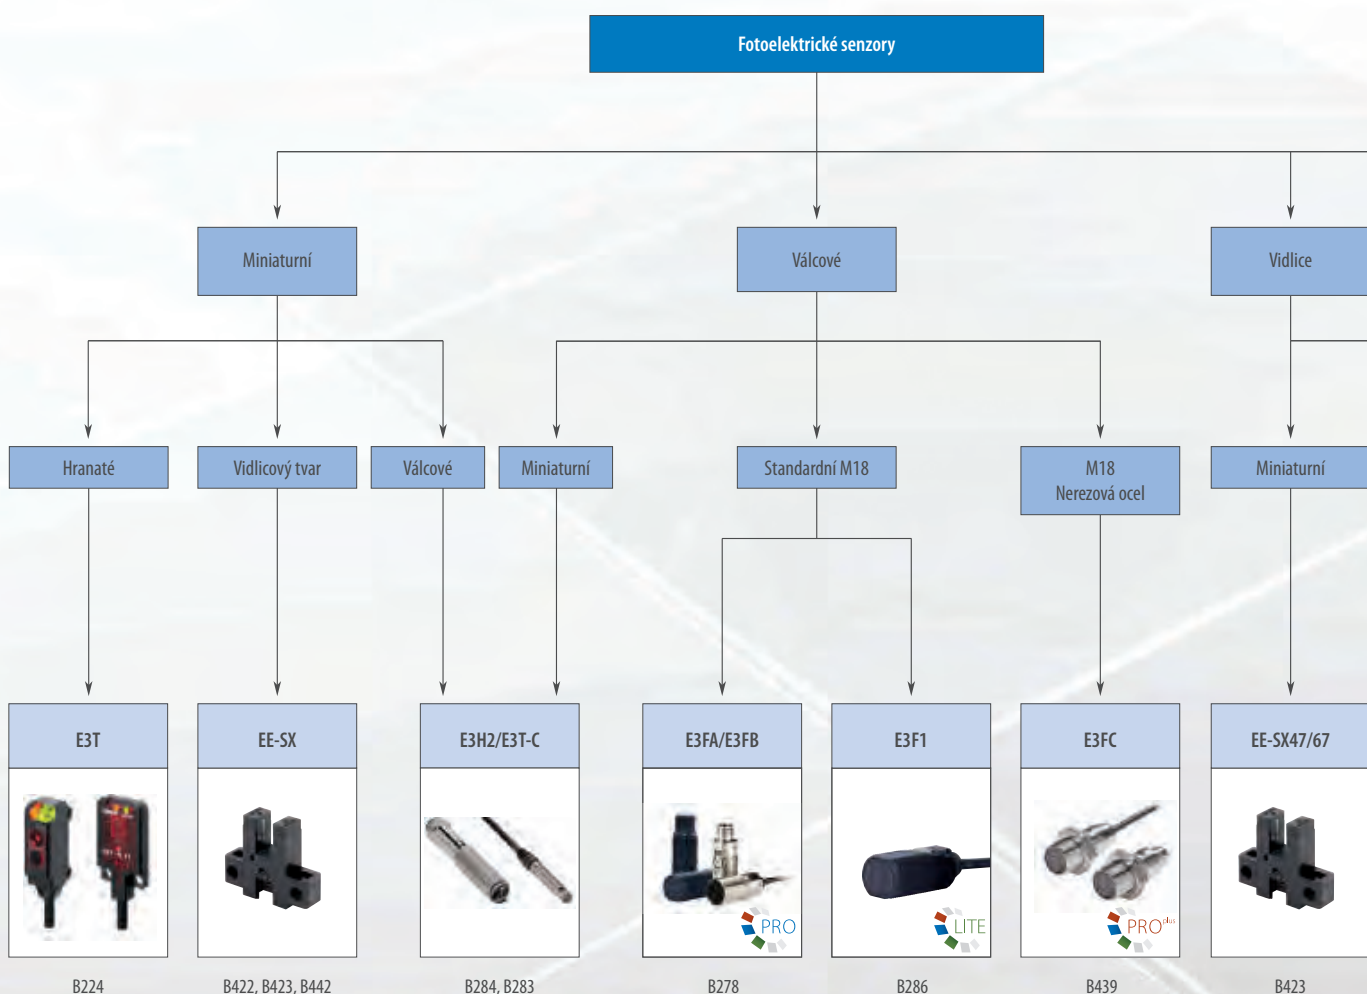 Fotoelektrické senzory
Miniaturní
Válcové
Vidlice
Hranaté
Vidlicový tvar
Válcové
Miniaturní
Standardní M18
M18
Nerezová ocel
Miniaturní
E3T
EE-SX
E3H2/E3T-C
E3FA/E3FB
E3F1
E3FC
EE-SX47/67
PRO
LITE
PROplus
B224
B422, B423, B442
B284, B283
B278
B286
B439
B423